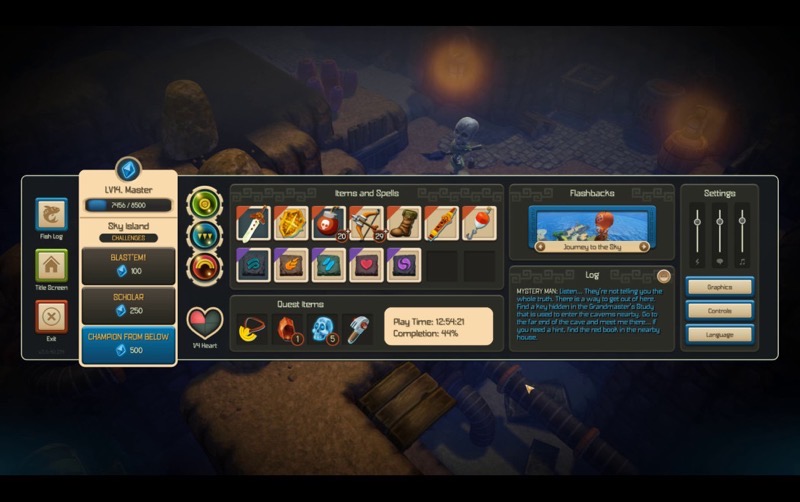 LV14. Master
7456 / 8500
Sky Island
CHALLENGES
BLAST'EM!
100
SCHOLAR
250
CHAMPION FROM BELOW
500
Fish Log
Title Screen
Exit
1/4 Heart
Items and Spells
20
29
Quest Items
1
5
Play Time: 12:54:21
Completion: 44%
Flashbacks
Journey to the Sky
Log
MYSTERY MAN: Listen... They're not telling you the
whole truth. There is a way to get out of here.
Find a key hidden in the Grandmaster's Study
that is used to enter the caverns nearby. Go to
the far end of the cave and meet me there... if
you need a hint, find the red book in the nearby
house.
Settings
Graphics
Controls
Language